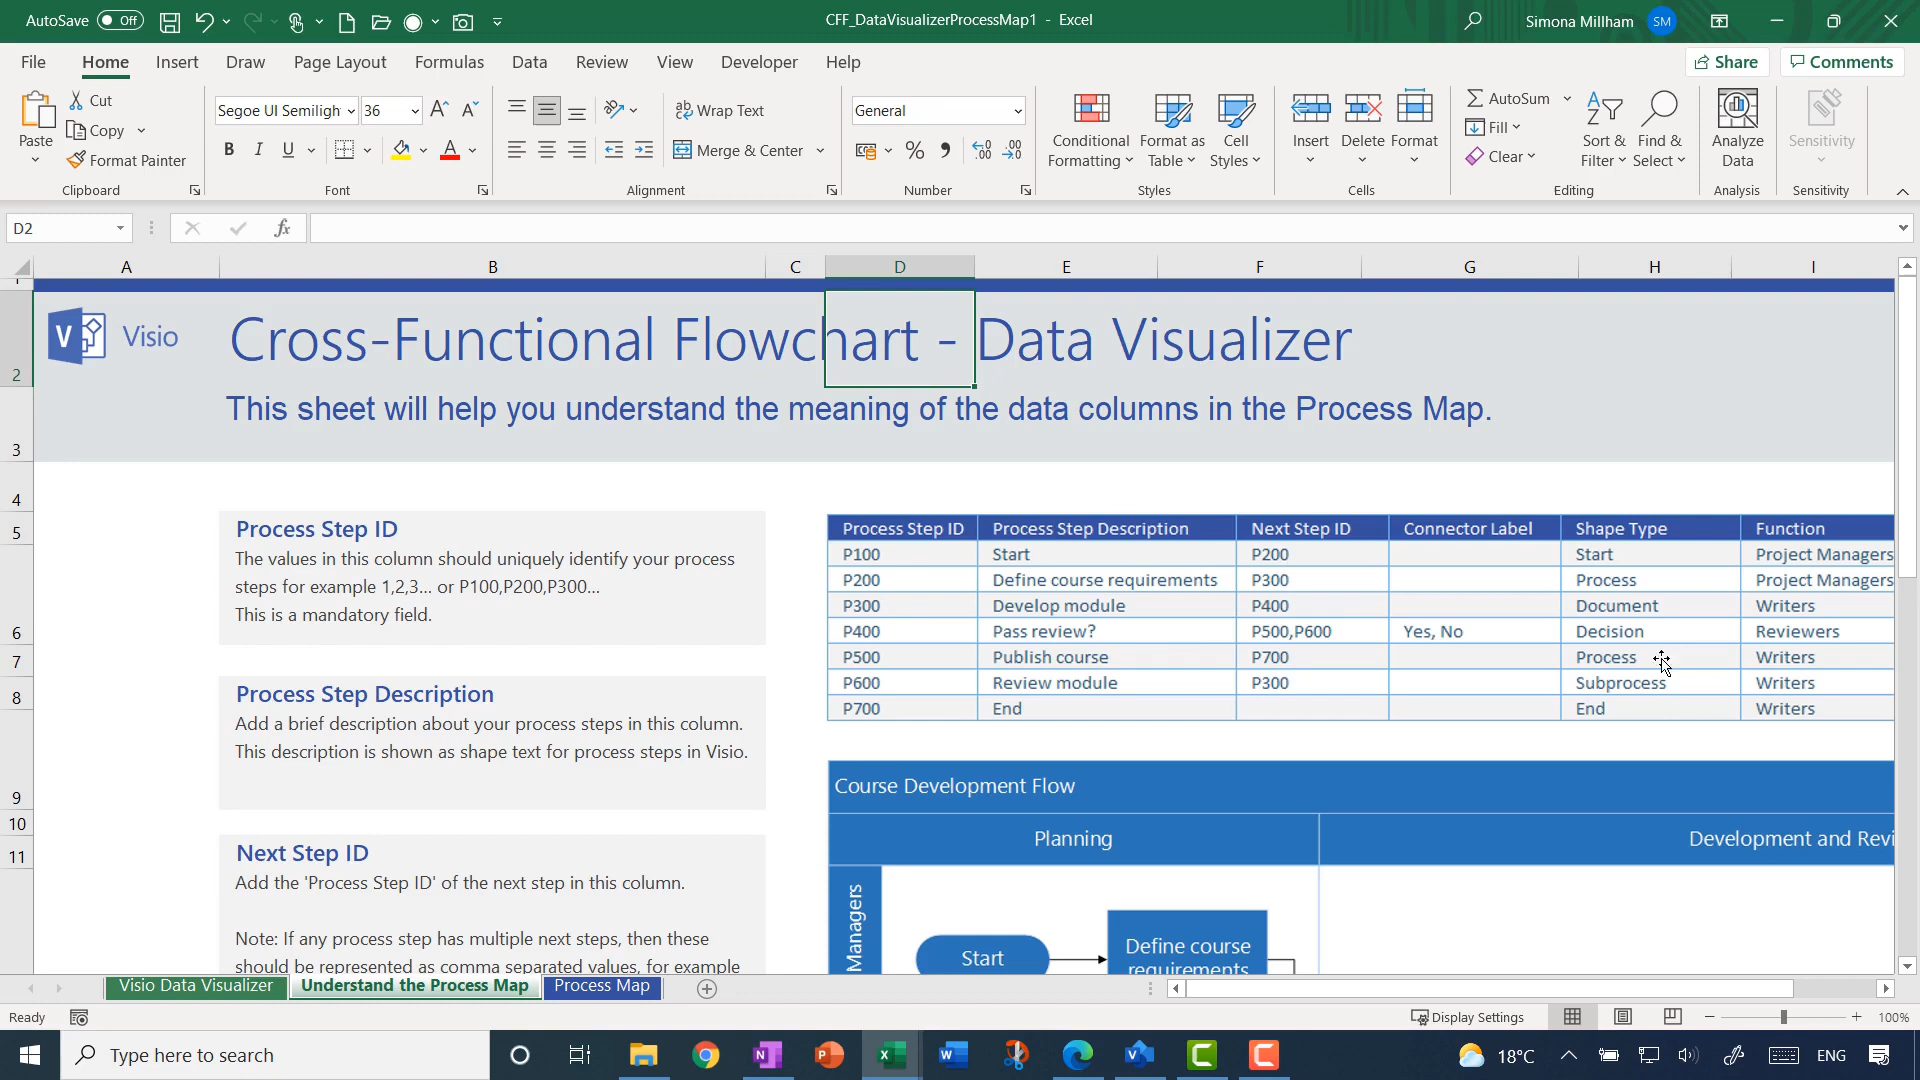 AutoSave Off
CFF_DataVisualizerProcessMap1 - Excel
Simona Millham SM
File Home Insert Draw Page Layout Formulas Data Review View Developer Help
Share Comments
Paste
Cut
Copy
Format Painter
Clipboard
Segoe UI Semiligh 36
B I U
Font
Wrap Text
Merge & Center
Alignment
General
Number
Conditional Formatting
Format as Table
Cell Styles
Styles
Insert
Delete
Format
Cells
AutoSum
Fill
Clear
Sort & Filter
Find & Select
Editing
Analyze Data
Analysis
Sensitivity
Sensitivity
D2 fx
A B C D E F G H I
1
2
3
4
5
6
7
8
9
10
11
V Visio
Cross-Functional Flowchart - Data Visualizer
This sheet will help you understand the meaning of the data columns in the Process Map.
Process Step ID
The values in this column should uniquely identify your process
steps for example 1,2,3... or P100,P200,P300...
This is a mandatory field.
Process Step Description
Add a brief description about your process steps in this column.
This description is shown as shape text for process steps in Visio.
Next Step ID
Add the 'Process Step ID' of the next step in this column.
Note: If any process step has multiple next steps, then these
should be represented as comma separated values, for example
Process Step ID Process Step Description Next Step ID Connector Label Shape Type Function
P100 Start P200 Start Project Managers
P200 Define course requirements P300 Process Project Managers
P300 Develop module P400 Document Writers
P400 Pass review? P500,P600 Yes, No Decision Reviewers
P500 Publish course P700 Process Writers
P600 Review module P300 Subprocess Writers
P700 End End Writers
Course Development Flow
Planning
Development and Revi
Managers
Start
Define course
requirements
Visio Data Visualizer Understand the Process Map Process Map
Ready
Display Settings
100%
Type here to search
18°C
ENG